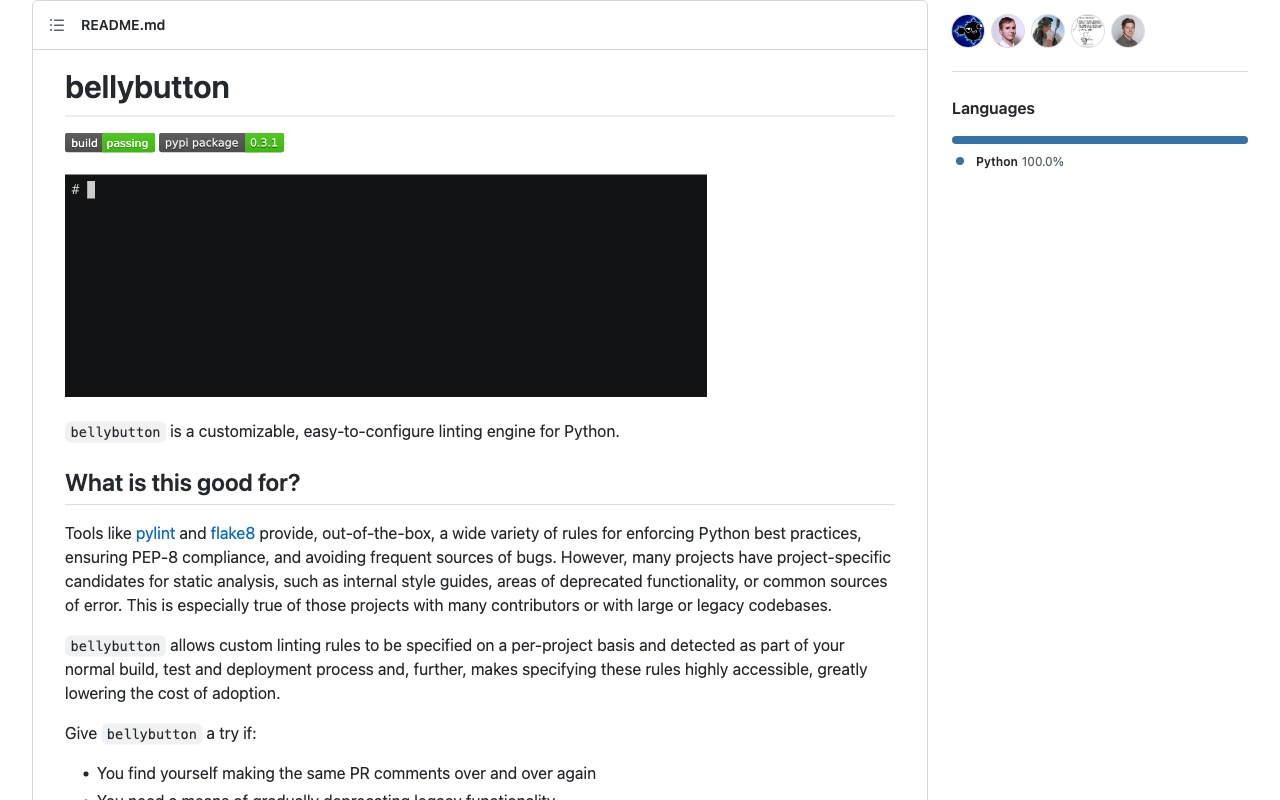 README.md
bellybutton
build passing pypi package 0.3.1
#
bellybutton is a customizable, easy-to-configure linting engine for Python.
What is this good for?
Tools like pylint and flake8 provide, out-of-the-box, a wide variety of rules for enforcing Python best practices,
ensuring PEP-8 compliance, and avoiding frequent sources of bugs. However, many projects have project-specific
candidates for static analysis, such as internal style guides, areas of deprecated functionality, or common sources
of error. This is especially true of those projects with many contributors or with large or legacy codebases.
bellybutton allows custom linting rules to be specified on a per-project basis and detected as part of your
normal build, test and deployment process and, further, makes specifying these rules highly accessible, greatly
lowering the cost of adoption.
Give bellybutton a try if:
• You find yourself making the same PR comments over and over again
• You need a means of gradually deprecating legacy functionality
Languages
Python 100.0%